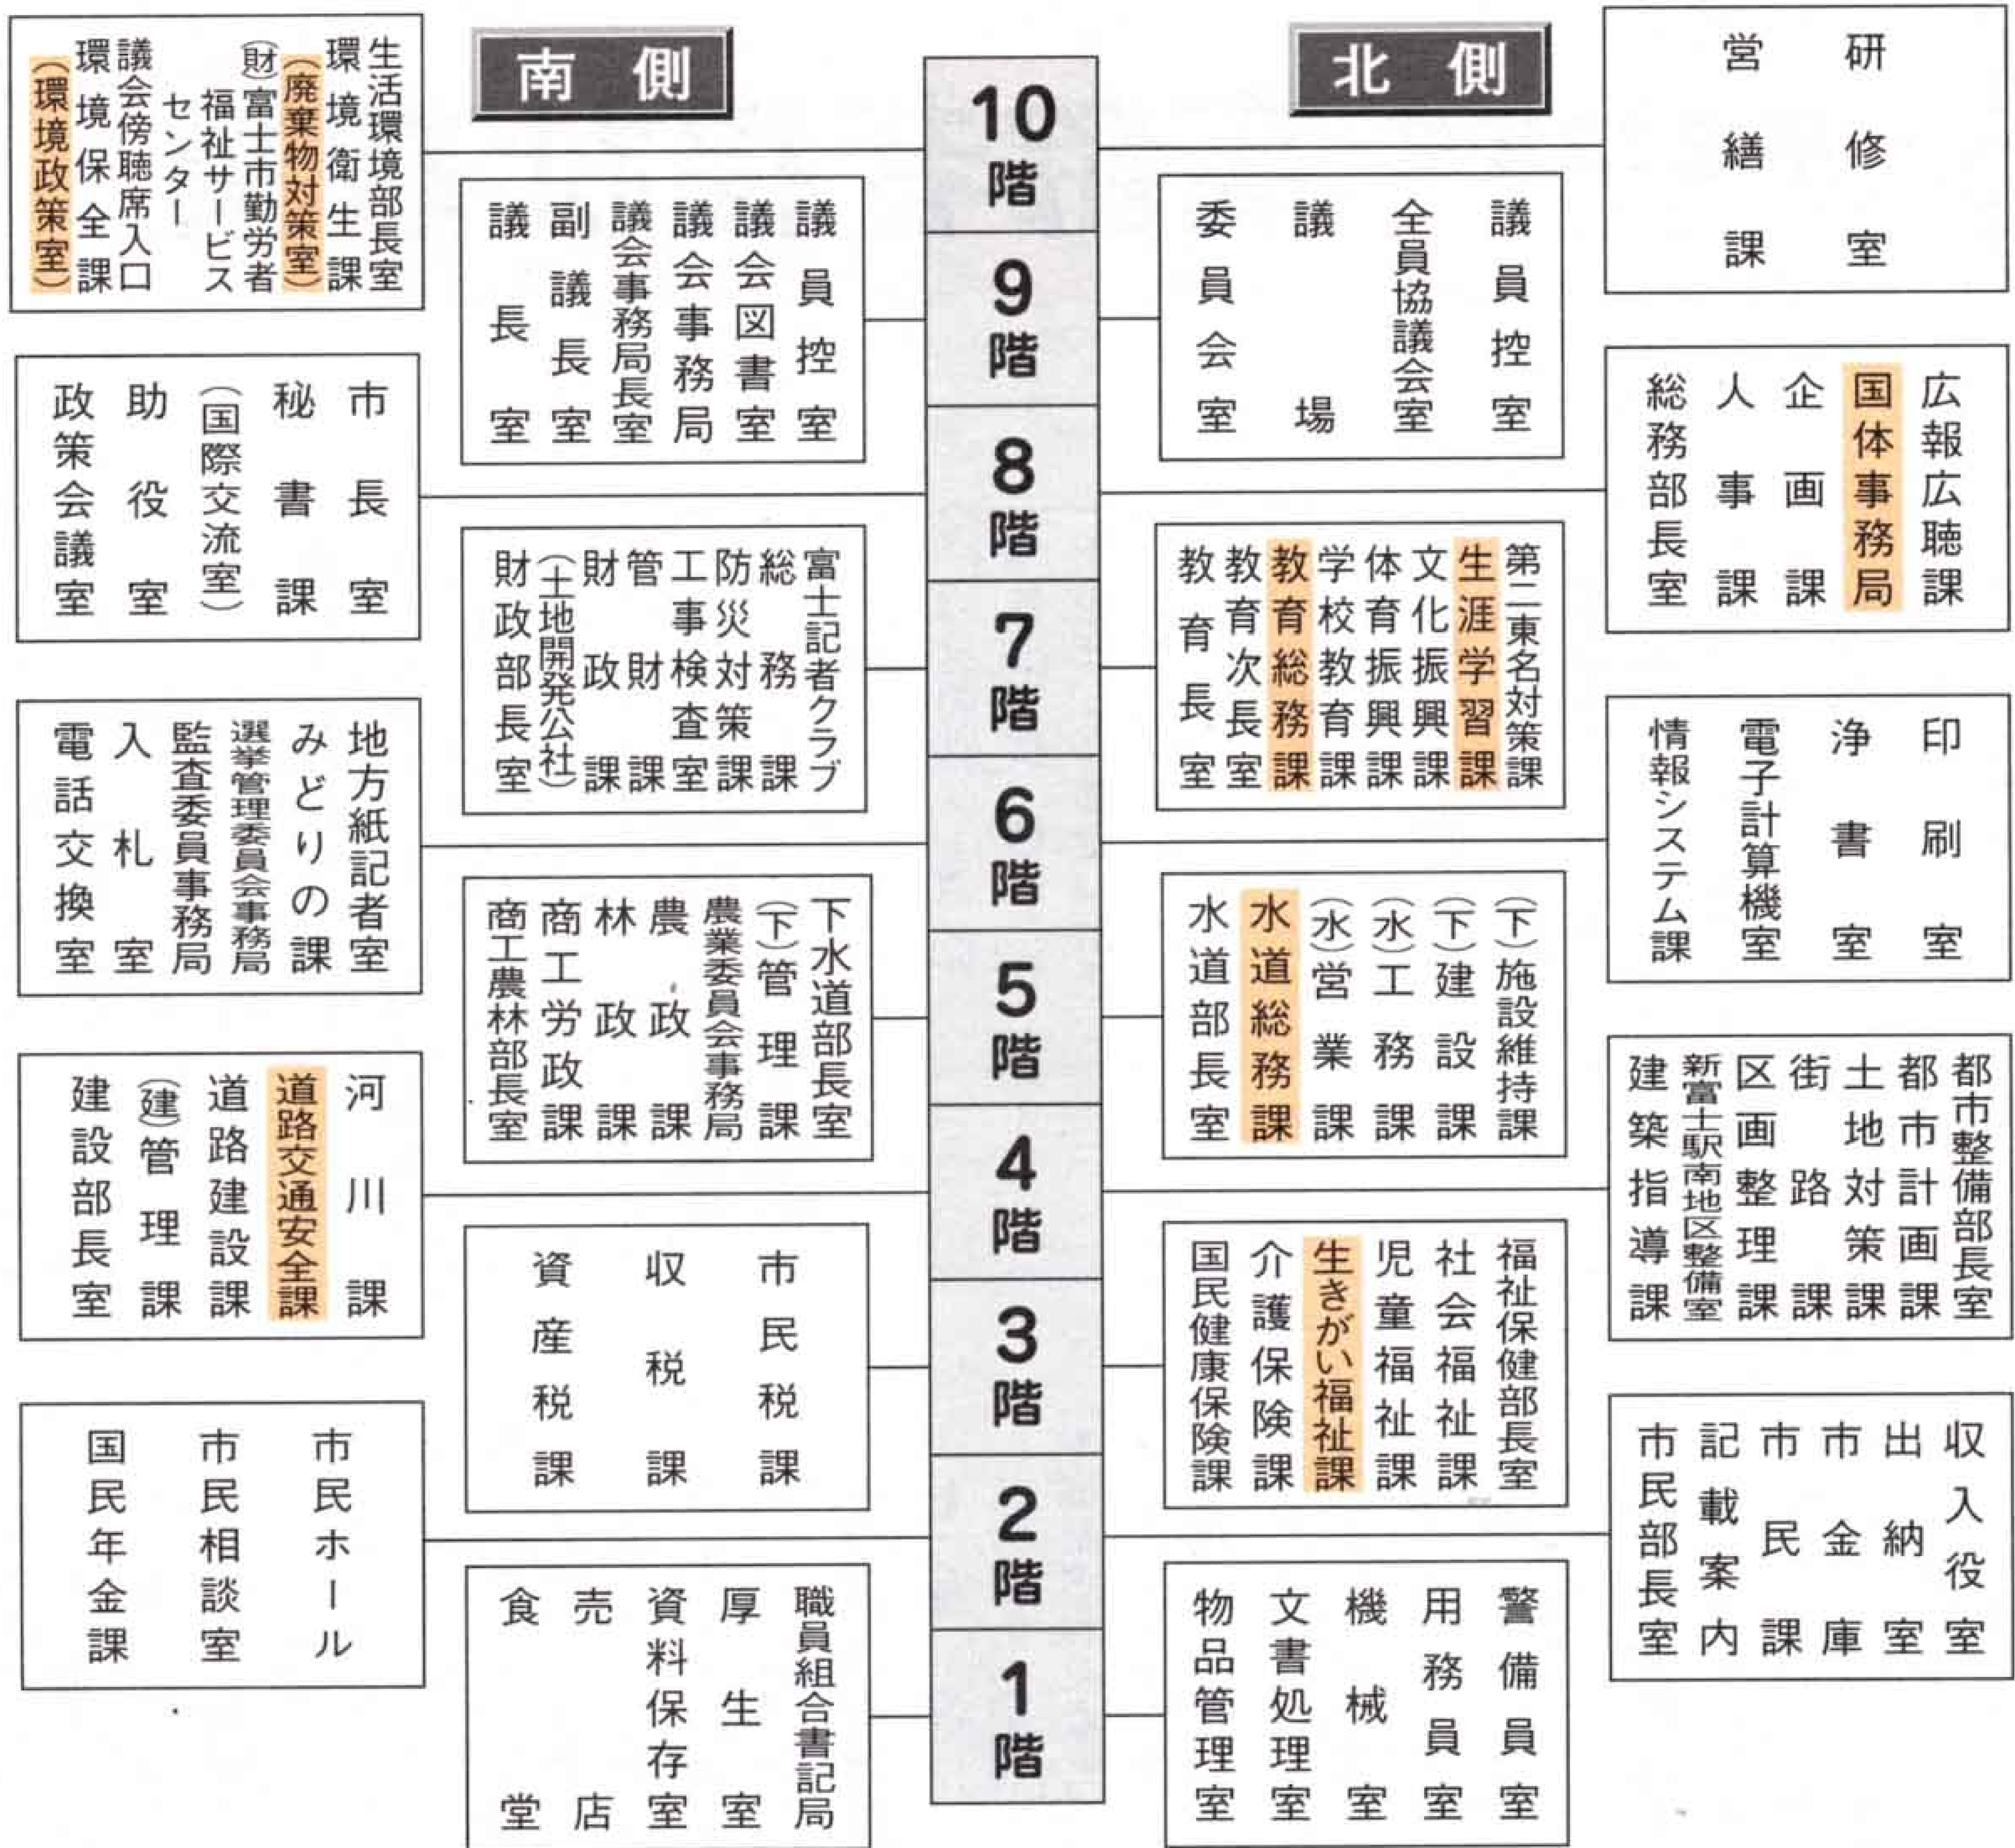 南側
北側
10階
生活環境部長室
環境衛生課
（廃棄物対策室）
（財）富士市勤労者
福祉サービス
センター
議会傍聴席入口
環境保全課
（環境政策室）
研修室
営繕課
9階
議員控室
議会図書室
議会事務局
議会事務局長室
副議長室
議長室
議員控室
全員協議会室
議場
委員会室
8階
市長室
秘書課
（国際交流室）
助役室
政策会議室
広報広聴課
国体事務局
企画課
人事課
総務部長室
7階
富士記者クラブ
総務課
防災対策課
工事検査室
管財課
財政課
（土地開発公社）
財政部長室
第二東名対策課
生涯学習課
文化振興課
体育振興課
学校教育課
教育総務課
教育次長室
教育長室
6階
地方紙記者室
みどりの課
選挙管理委員会事務局
監査委員事務局
入札室
電話交換室
印刷室
浄書室
電子計算機室
情報システム課
5階
下水道部長室
（下）管理課
農業委員会事務局
農政課
林政課
商工労政課
商工農林部長室
（下）施設維持課
（下）建設課
（水）工務課
（水）営業課
水道総務課
水道部長室
4階
河川課
道路交通安全課
道路建設課
（建）管理課
建設部長室
都市整備部長室
都市計画課
土地対策課
街路課
区画整理課
新富士駅南地区整備室
建築指導課
3階
市民税課
収税課
資産税課
福祉保健部長室
社会福祉課
児童福祉課
生きがい福祉課
介護保険課
国民健康保険課
2階
市民ホール
市民相談室
国民年金課
収入役室
出納室
市金庫
市民課
記載案内
市民部長室
1階
職員組合書記局
厚生室
資料保存室
売店
食堂
警備員室
用務員室
機械室
文書処理室
物品管理室